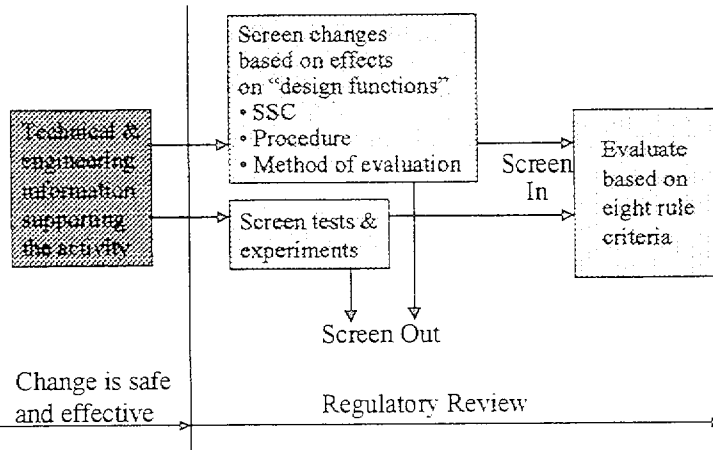 Screen changes
based on effects
on “design functions”
• SSC
• Procedure
• Method of evaluation
Technical &
engineering
information
supporting
the activity
Screen tests &
experiments
Screen
In
Evaluate
based on
eight rule
criteria
Screen Out
Change is safe
and effective
Regulatory Review